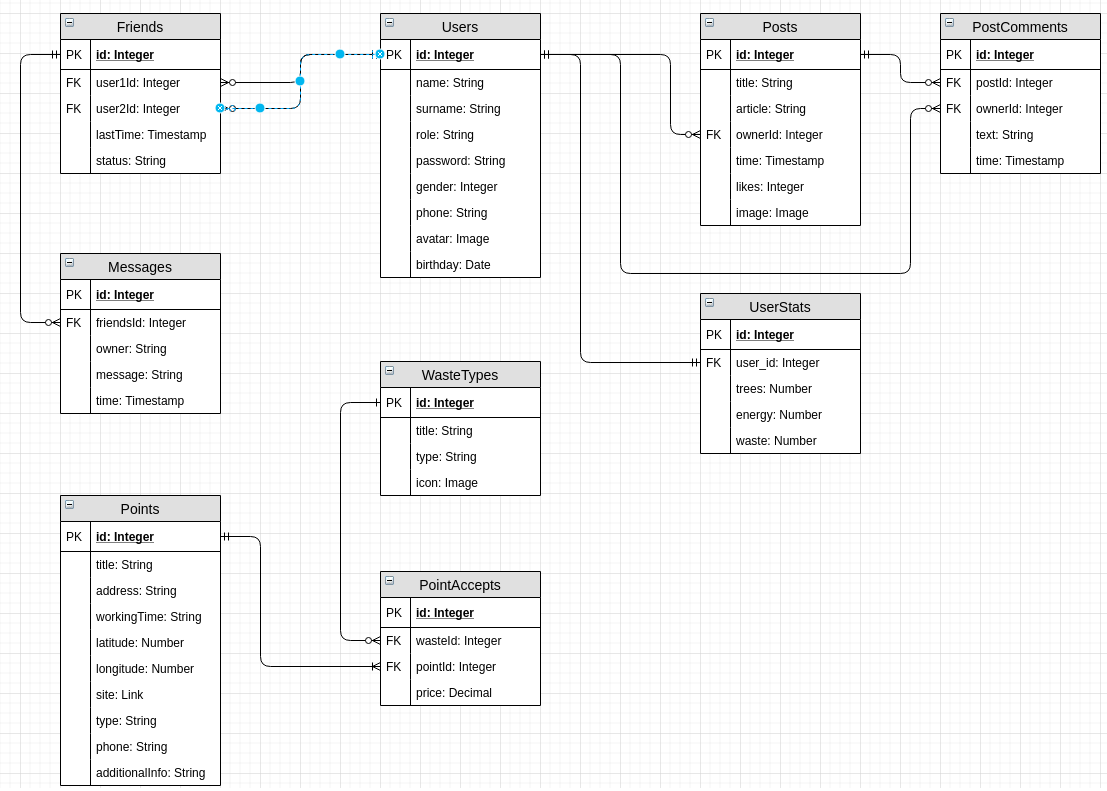 Friends
PK id: Integer
FK user1Id: Integer
FK user2Id: Integer
lastTime: Timestamp
status: String
Users
PK id: Integer
name: String
surname: String
role: String
password: String
gender: Integer
phone: String
avatar: Image
birthday: Date
Posts
PK id: Integer
title: String
article: String
FK ownerId: Integer
time: Timestamp
likes: Integer
image: Image
PostComments
PK id: Integer
FK postId: Integer
FK ownerId: Integer
text: String
time: Timestamp
Messages
PK id: Integer
FK friendsId: Integer
owner: String
message: String
time: Timestamp
UserStats
PK id: Integer
FK user_id: Integer
trees: Number
energy: Number
waste: Number
WasteTypes
PK id: Integer
title: String
type: String
icon: Image
Points
PK id: Integer
title: String
address: String
workingTime: String
latitude: Number
longitude: Number
site: Link
type: String
phone: String
additionalInfo: String
PointAccepts
PK id: Integer
FK wasteId: Integer
FK pointId: Integer
price: Decimal